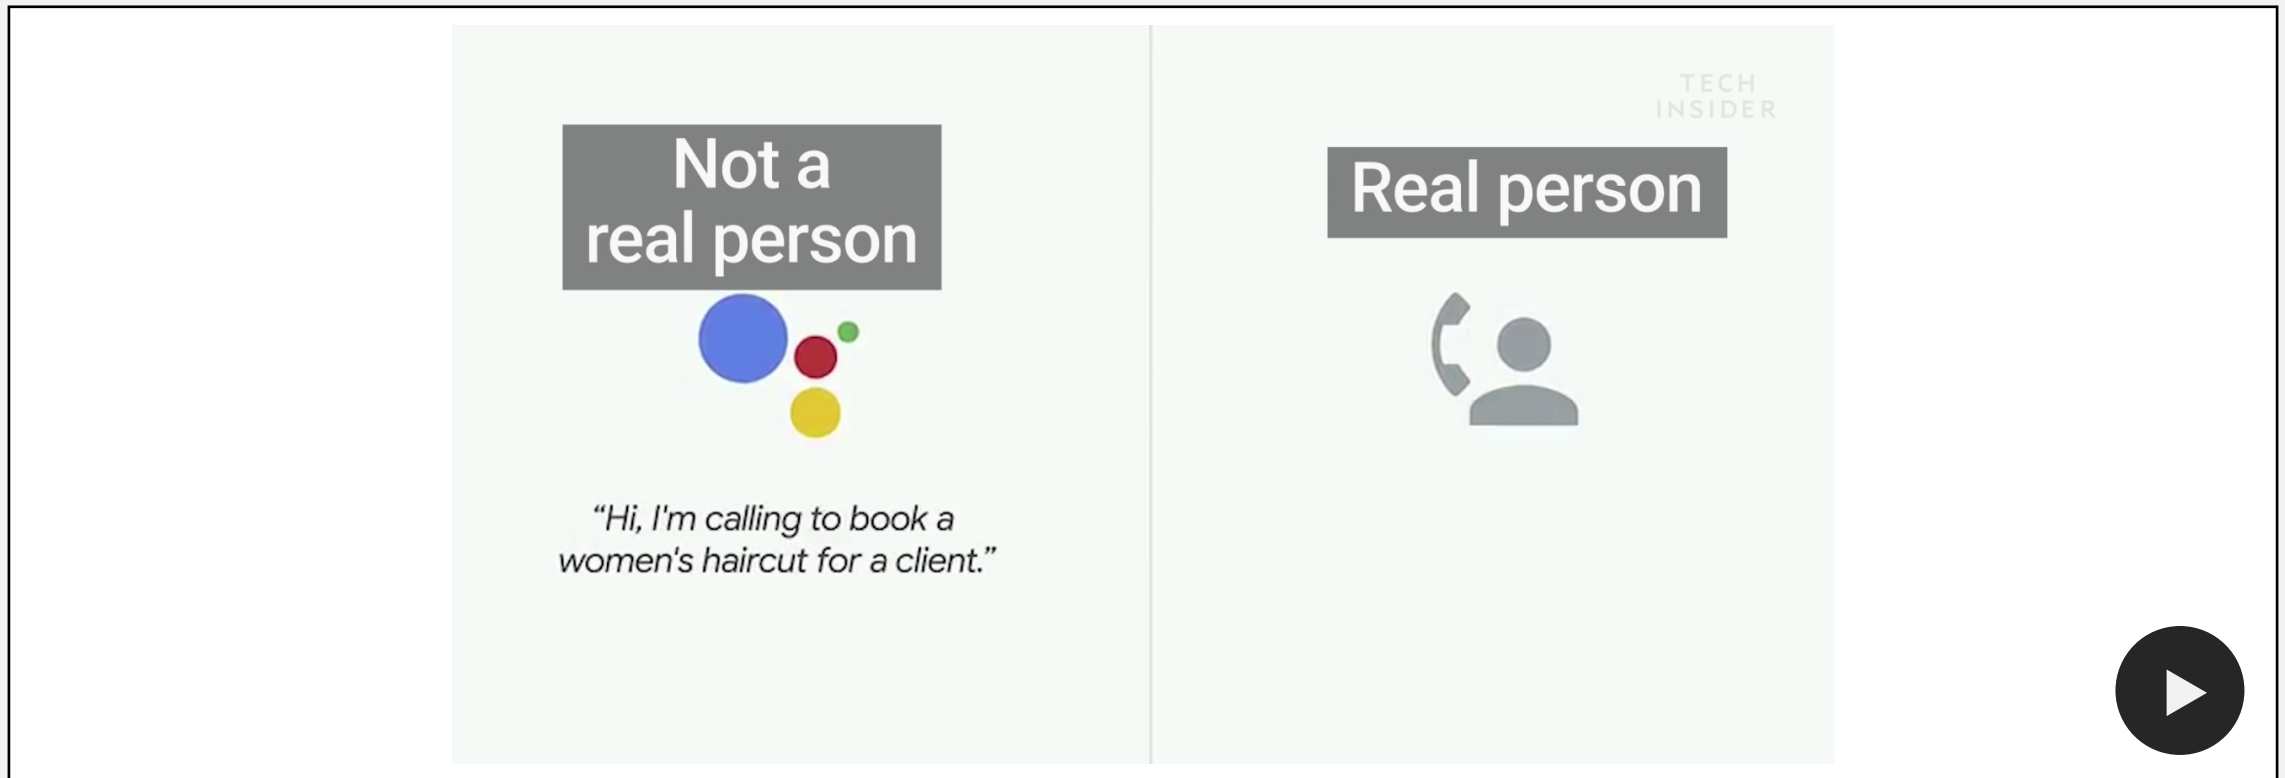 Not a
real person
“Hi, I'm calling to book a
women's haircut for a client.”
TECH
INSIDER
Real person